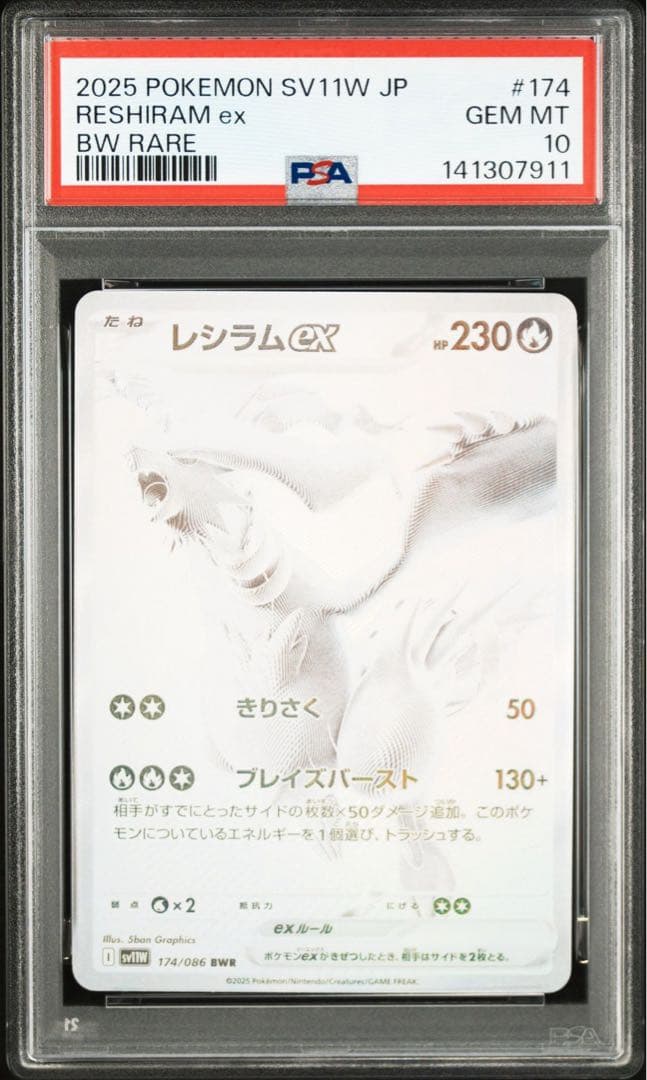 2025 POKEMON SV11W JP #174
RESHIRAM ex GEM MT
BW RARE 10
PSA 141307911
たね レシラムex HP230
きりさく 50
ブレイズバースト 130+
相手がすでにとったサイドの枚数×50ダメージ追加。このポケ
モンについているエネルギーを1個選び、トラッシュする。
弱点 ×2 抵抗力 にげる
Illus. 5ban Graphics exルール
I sv11W 174/086 BWR ポケモンexがきぜつしたとき、相手はサイドを2枚とる。
©2025 Pokémon/Nintendo/Creatures/GAME FREAK.
PSA